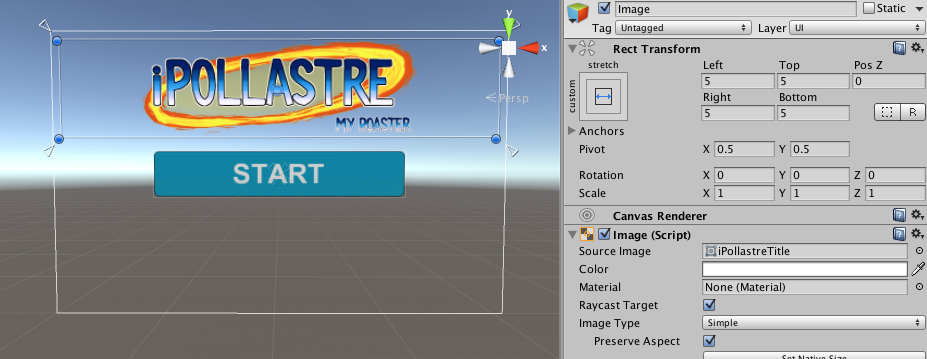 iPOLLASTRE
MY ROASTER
START
y
x
Persp
Image
Static
Tag
Untagged
Layer
UI
Rect Transform
stretch
custom
Left
Top
Pos Z
5
5
0
Right
Bottom
5
5
R
Anchors
Pivot
X 0.5
Y 0.5
Rotation
X 0
Y 0
Z 0
Scale
X 1
Y 1
Z 1
Canvas Renderer
Image (Script)
Source Image
iPollastreTitle
Color
Material
None (Material)
Raycast Target
Image Type
Simple
Preserve Aspect
Set Native Size